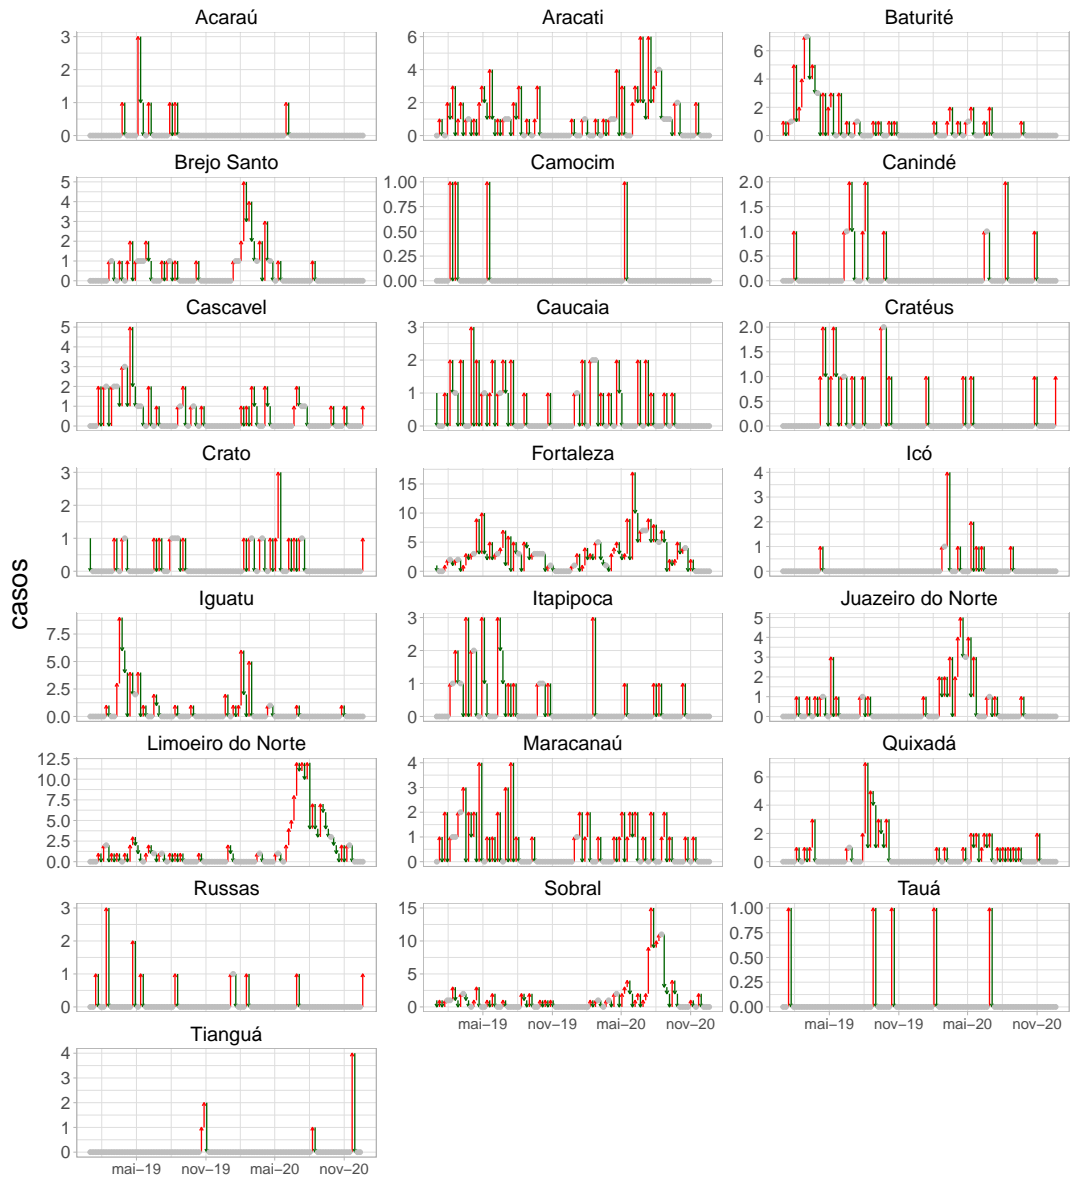 Acaraú Aracati Baturité
3 6 6
2 4 4
1 2 2
0 0 0
Brejo Santo Camocim Canindé
5 1.00 2.0
4 0.75 1.5
3 0.50 1.0
2 0.25 0.5
1 0.00 0.0
0
Cascavel Caucaia Cratéus
5 3 2.0
4 2 1.5
3 1 1.0
2 0 0.5
1 0.0
0
Crato Fortaleza Icó
3 15 4
2 10 3
1 5 2
0 0 1
0
casos
Iguatu Itapipoca Juazeiro do Norte
7.5 3 5
5.0 2 4
2.5 1 3
0.0 0 2
1
0
Limoeiro do Norte Maracanaú Quixadá
12.5 4 6
10.0 3 4
7.5 2 2
5.0 1 0
2.5 0
0.0
Russas Sobral Tauá
3 15 1.00
2 10 0.75
1 5 0.50
0 0 0.25
0.00
mai−19 nov−19 mai−20 nov−20 mai−19 nov−19 mai−20 nov−20
Tianguá
4
3
2
1
0
mai−19 nov−19 mai−20 nov−20